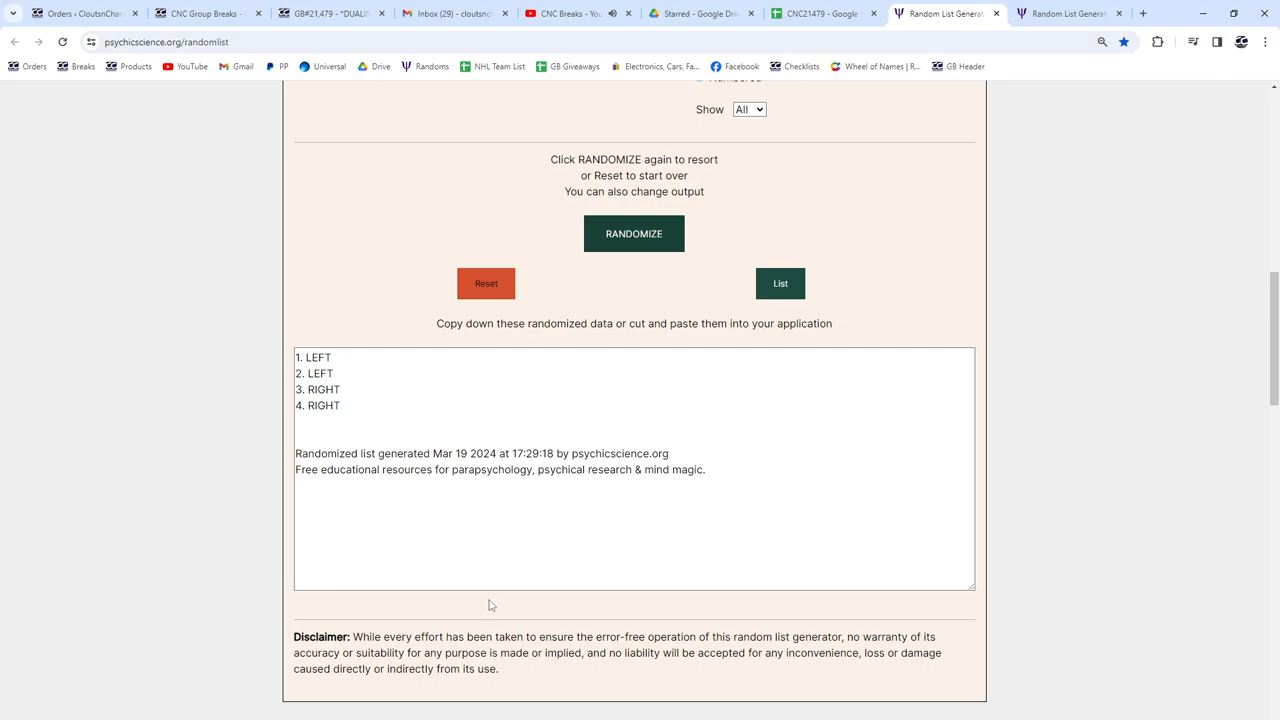 Orders ‹ CloutsnChar
CNC Group Breaks - C
GB#21,479 - *DUALIN
Inbox (29) - cloutsnch
CNC Breaks - You
Starred - Google Driv
CNC21479 - Google S
Random List Generat
Random List Generat
psychicscience.org/randomlist
Orders
Breaks
Products
YouTube
Gmail
PP
Universal
Drive
Randoms
NHL Team List
GB Giveaways
Electronics, Cars, Fa...
Facebook
Checklists
Wheel of Names | R...
GB Header
Numbered
Show All
Click RANDOMIZE again to resort
or Reset to start over
You can also change output
RANDOMIZE
Reset
List
Copy down these randomized data or cut and paste them into your application
1. LEFT
2. LEFT
3. RIGHT
4. RIGHT
Randomized list generated Mar 19 2024 at 17:29:18 by psychicscience.org
Free educational resources for parapsychology, psychical research & mind magic.
Disclaimer: While every effort has been taken to ensure the error-free operation of this random list generator, no warranty of its
accuracy or suitability for any purpose is made or implied, and no liability will be accepted for any inconvenience, loss or damage
caused directly or indirectly from its use.